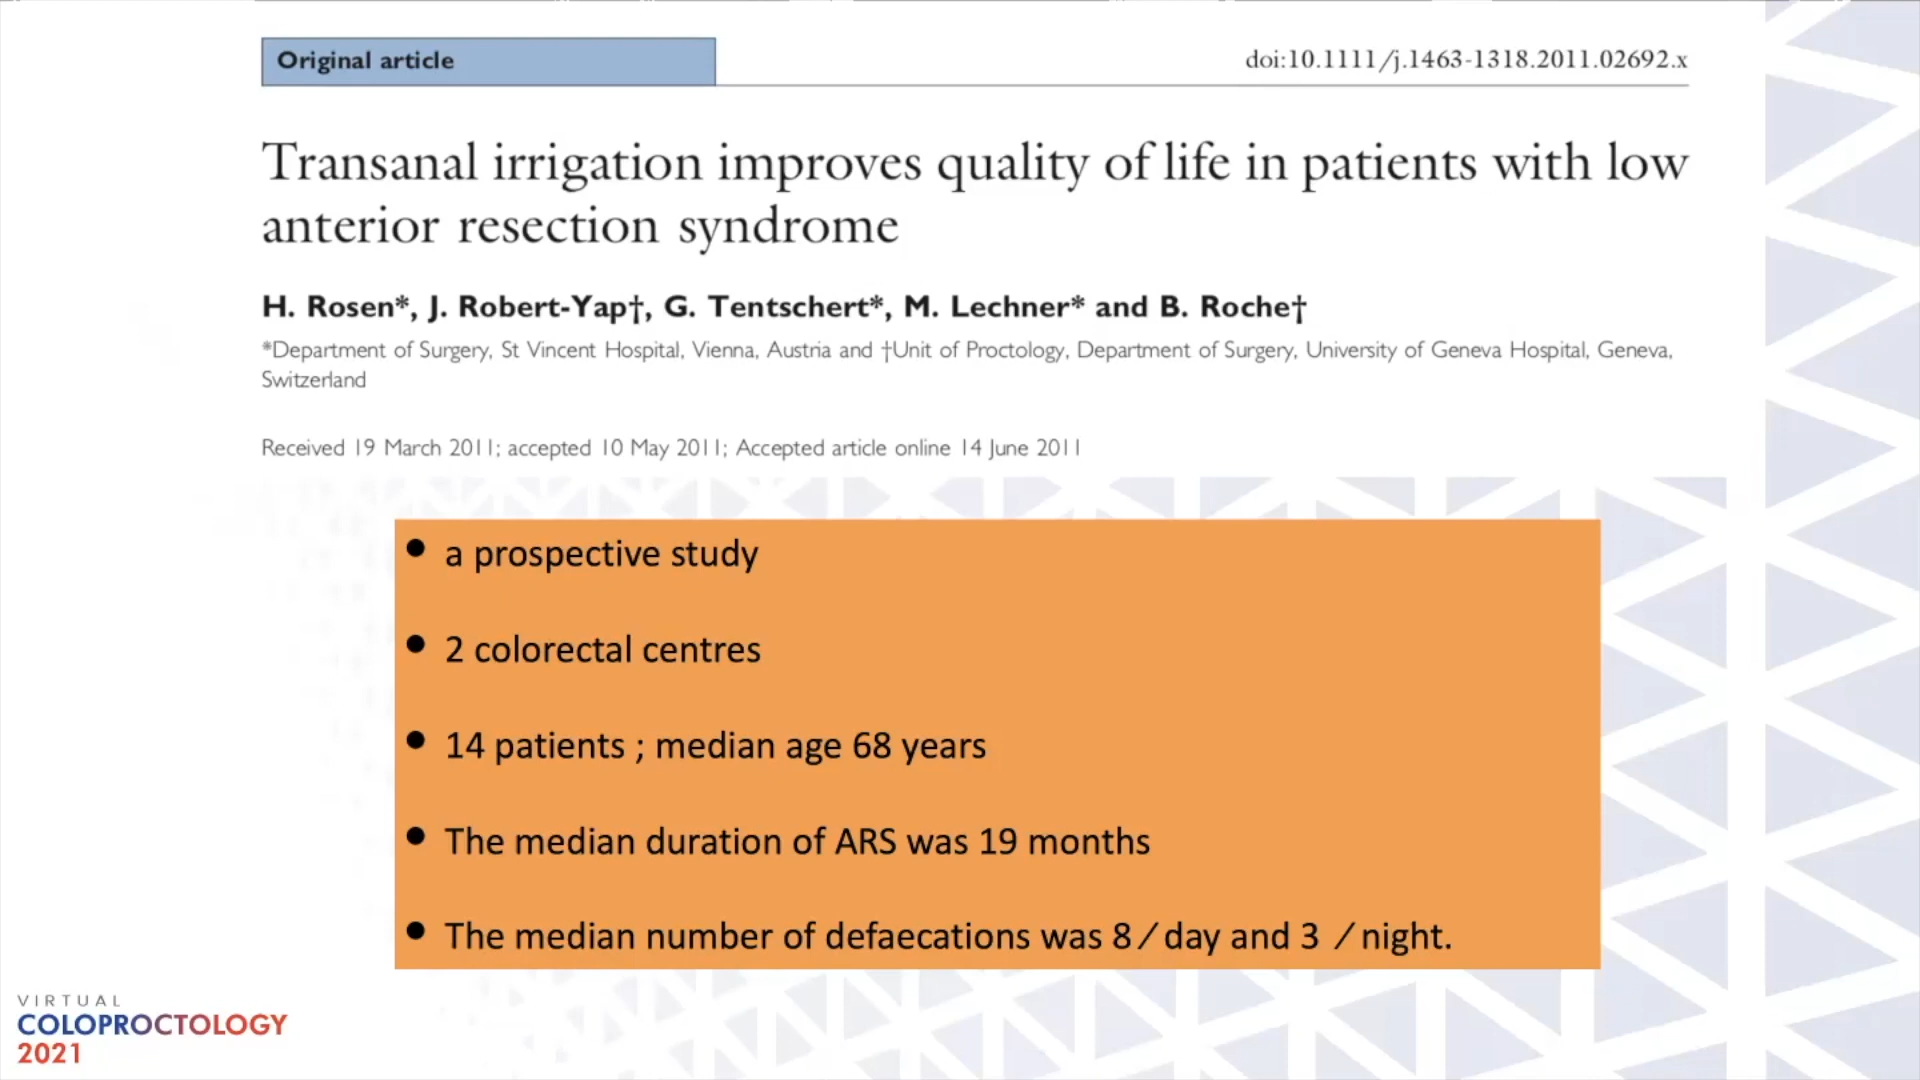 Original article
doi:10.1111/j.1463-1318.2011.02692.x
Transanal irrigation improves quality of life in patients with low
anterior resection syndrome
H. Rosen*, J. Robert-Yap†, G. Tentschert*, M. Lechner* and B. Roche†
*Department of Surgery, St Vincent Hospital, Vienna, Austria and †Unit of Proctology, Department of Surgery, University of Geneva Hospital, Geneva,
Switzerland
Received 19 March 2011; accepted 10 May 2011; Accepted article online 14 June 2011
• a prospective study
• 2 colorectal centres
• 14 patients ; median age 68 years
• The median duration of ARS was 19 months
• The median number of defaecations was 8 ⁄ day and 3 ⁄ night.
VIRTUAL
COLOPROCTOLOGY
2021